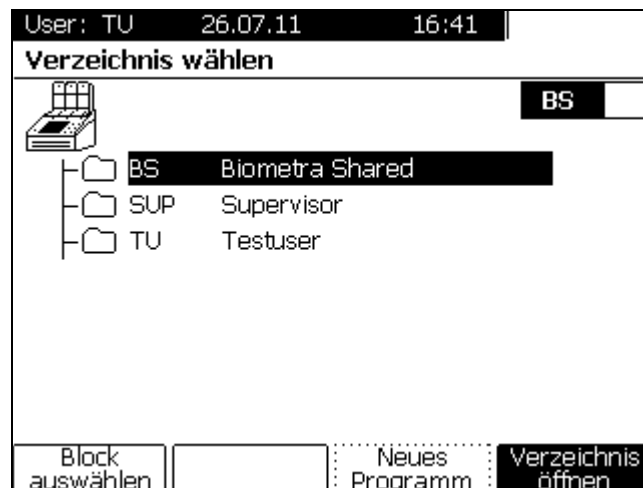 User: TU 26.07.11 16:41
Verzeichnis wählen
BS
BS Biometra Shared
SUP Supervisor
TU Testuser
Block auswählen
Neues Programm
Verzeichnis öffnen